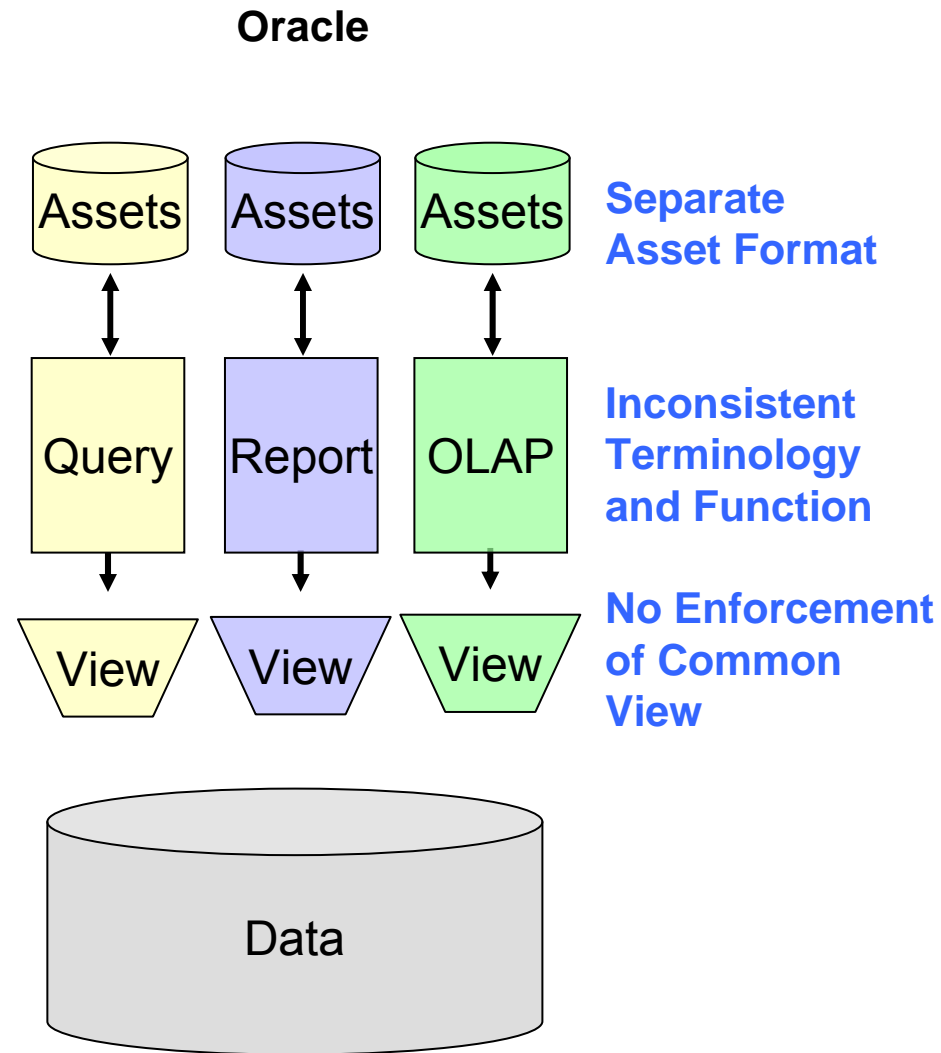 Oracle
Assets Assets Assets
Separate
Asset Format
Query Report OLAP
Inconsistent
Terminology
and Function
View View View
No Enforcement
of Common
View
Data